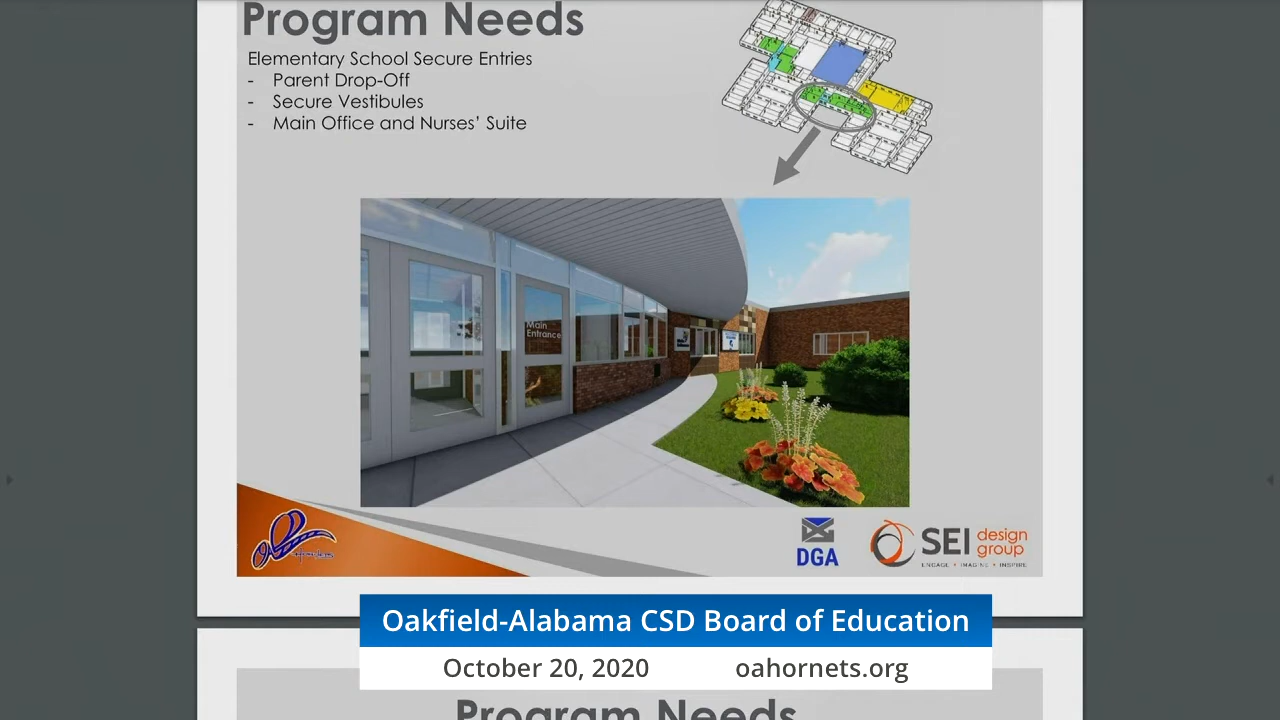 Program Needs
Elementary School Secure Entries
- Parent Drop-Off
- Secure Vestibules
- Main Office and Nurses' Suite
Main
Entrance
OA Hornets
DGA
SEI design
group
ENGAGE • IMAGINE • INSPIRE
Oakfield-Alabama CSD Board of Education
October 20, 2020 oahornets.org
Program Needs